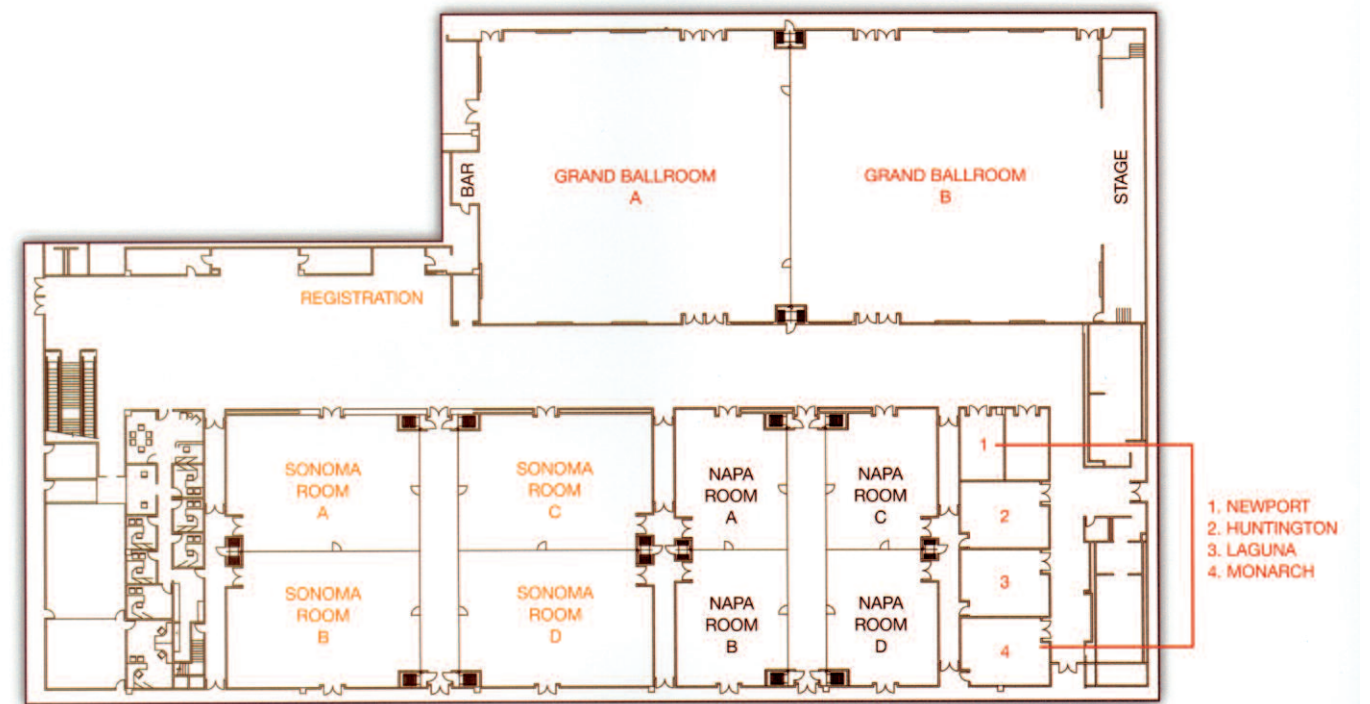 GRAND BALLROOM
A
GRAND BALLROOM
B
BAR
STAGE
REGISTRATION
SONOMA
ROOM
A
SONOMA
ROOM
C
NAPA
ROOM
A
NAPA
ROOM
C
1
2
3
4
SONOMA
ROOM
B
SONOMA
ROOM
D
NAPA
ROOM
B
NAPA
ROOM
D
1. NEWPORT
2. HUNTINGTON
3. LAGUNA
4. MONARCH